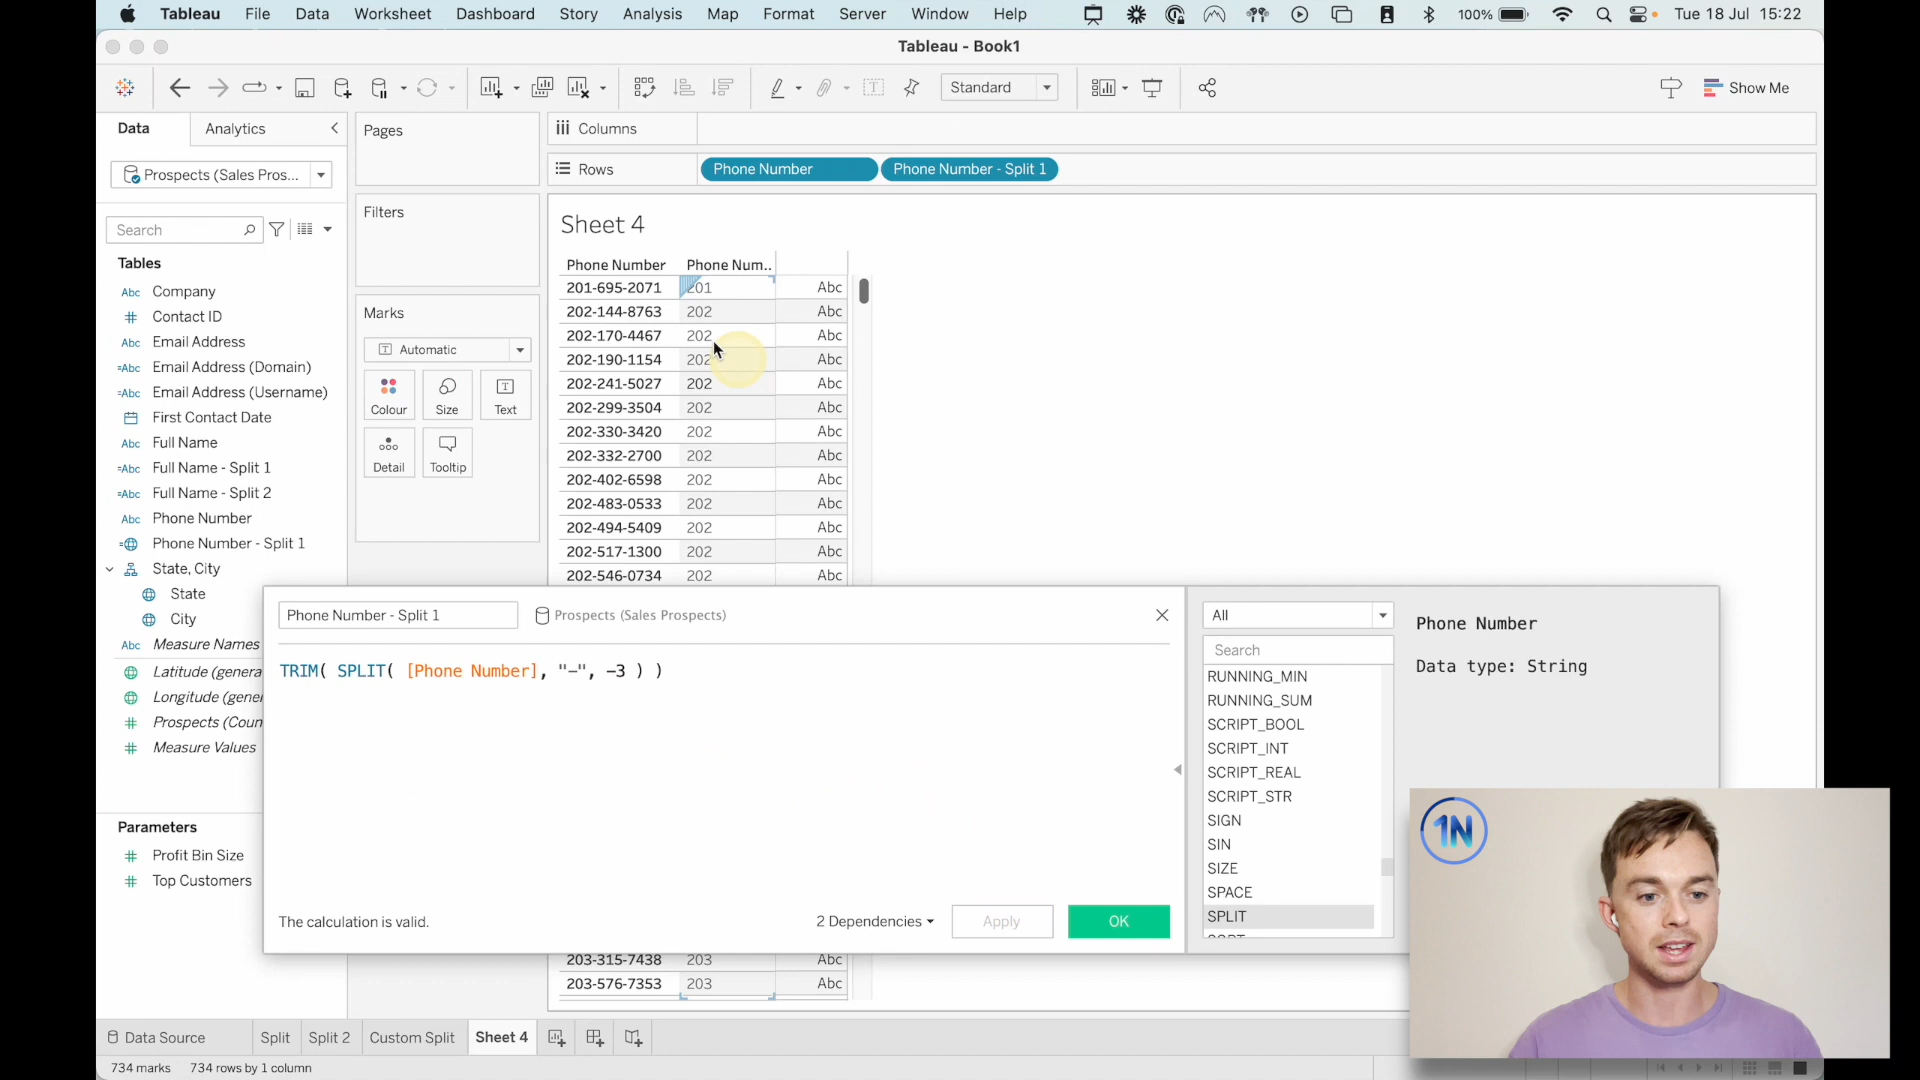 Tableau File Data Worksheet Dashboard Story Analysis Map Format Server Window Help 100% Tue 18 Jul 15:22
Tableau - Book1
Standard Show Me
Data Analytics
Pages
Columns
Prospects (Sales Pros...
Rows Phone Number Phone Number - Split 1
Search
Filters
Sheet 4
Tables
Company
Contact ID
Email Address
Email Address (Domain)
Email Address (Username)
First Contact Date
Full Name
Full Name - Split 1
Full Name - Split 2
Phone Number
Phone Number - Split 1
State, City
State
City
Measure Names
Latitude (genera
Longitude (gene
Prospects (Coun
Measure Values
Parameters
Profit Bin Size
Top Customers
Marks
Automatic
Colour Size Text
Detail Tooltip
Phone Number Phone Num..
201-695-2071 201 Abc
202-144-8763 202 Abc
202-170-4467 202 Abc
202-190-1154 202 Abc
202-241-5027 202 Abc
202-299-3504 202 Abc
202-330-3420 202 Abc
202-332-2700 202 Abc
202-402-6598 202 Abc
202-483-0533 202 Abc
202-494-5409 202 Abc
202-517-1300 202 Abc
202-546-0734 202 Abc
Phone Number - Split 1 Prospects (Sales Prospects)
TRIM( SPLIT( [Phone Number], "-", -3 ) )
The calculation is valid. 2 Dependencies Apply OK
All
Search
RUNNING_MIN
RUNNING_SUM
SCRIPT_BOOL
SCRIPT_INT
SCRIPT_REAL
SCRIPT_STR
SIGN
SIN
SIZE
SPACE
SPLIT
Phone Number
Data type: String
1N
203-315-7438 203 Abc
203-576-7353 203 Abc
Data Source Split Split 2 Custom Split Sheet 4
734 marks 734 rows by 1 column